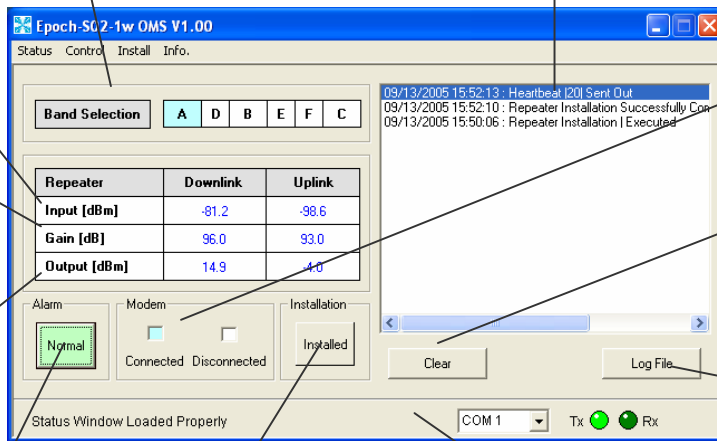 Epoch-S02-1w OMS V1.00
Status Control Install Info.
Band Selection A D B E F C
09/13/2005 15:52:13 : Heartbeat |20| Sent Out
09/13/2005 15:52:10 : Repeater Installation Successfully Con
09/13/2005 15:50:06 : Repeater Installation | Executed
Repeater Downlink Uplink
Input [dBm] -81.2 -98.6
Gain [dB] 96.0 93.0
Output [dBm] 14.9 -4.0
Alarm Modem Installation
Normal Connected Disconnected Installed
Clear Log File
Status Window Loaded Properly COM 1 Tx Rx